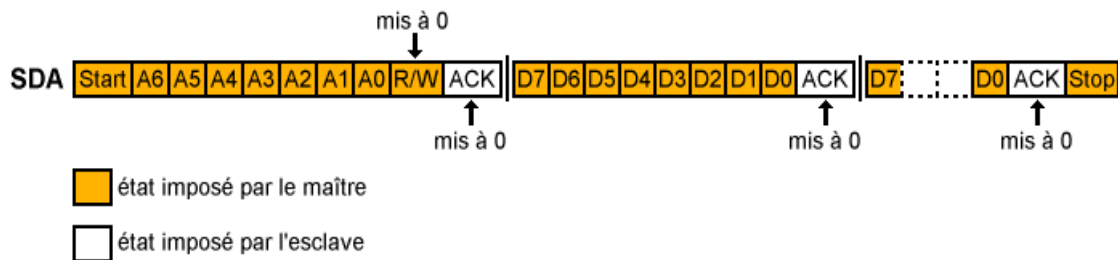 mis à 0
SDA Start A6 A5 A4 A3 A2 A1 A0 R/W ACK D7 D6 D5 D4 D3 D2 D1 D0 ACK D7 D0 ACK Stop
mis à 0 mis à 0 mis à 0
état imposé par le maître
état imposé par l'esclave